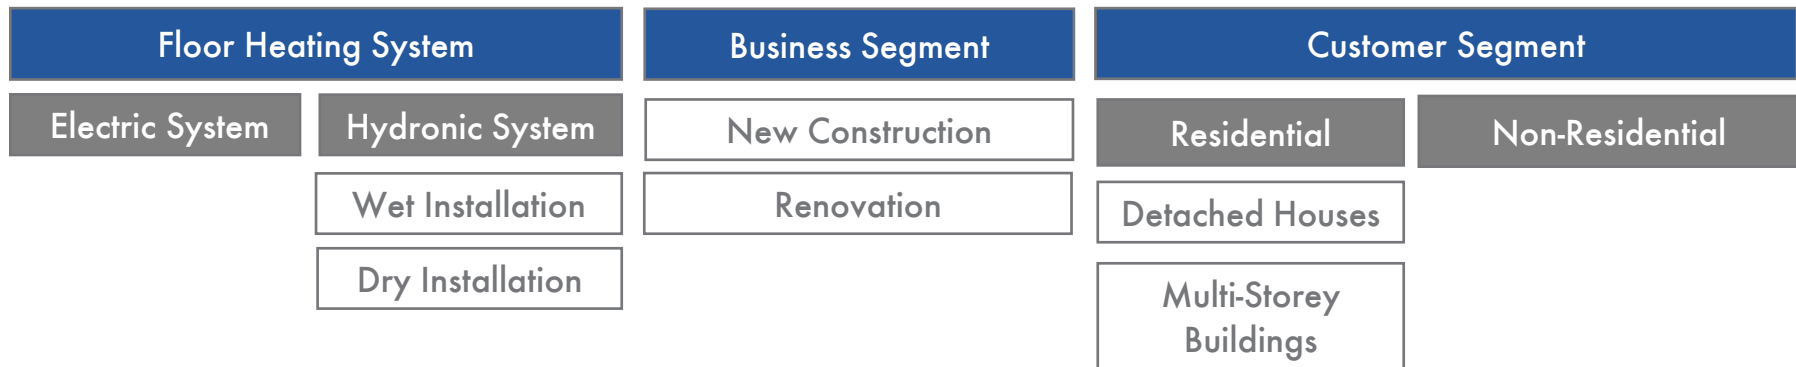 Floor Heating System
Business Segment
Customer Segment
Electric System
Hydronic System
New Construction
Residential
Non-Residential
Wet Installation
Renovation
Detached Houses
Dry Installation
Multi-Storey
Buildings